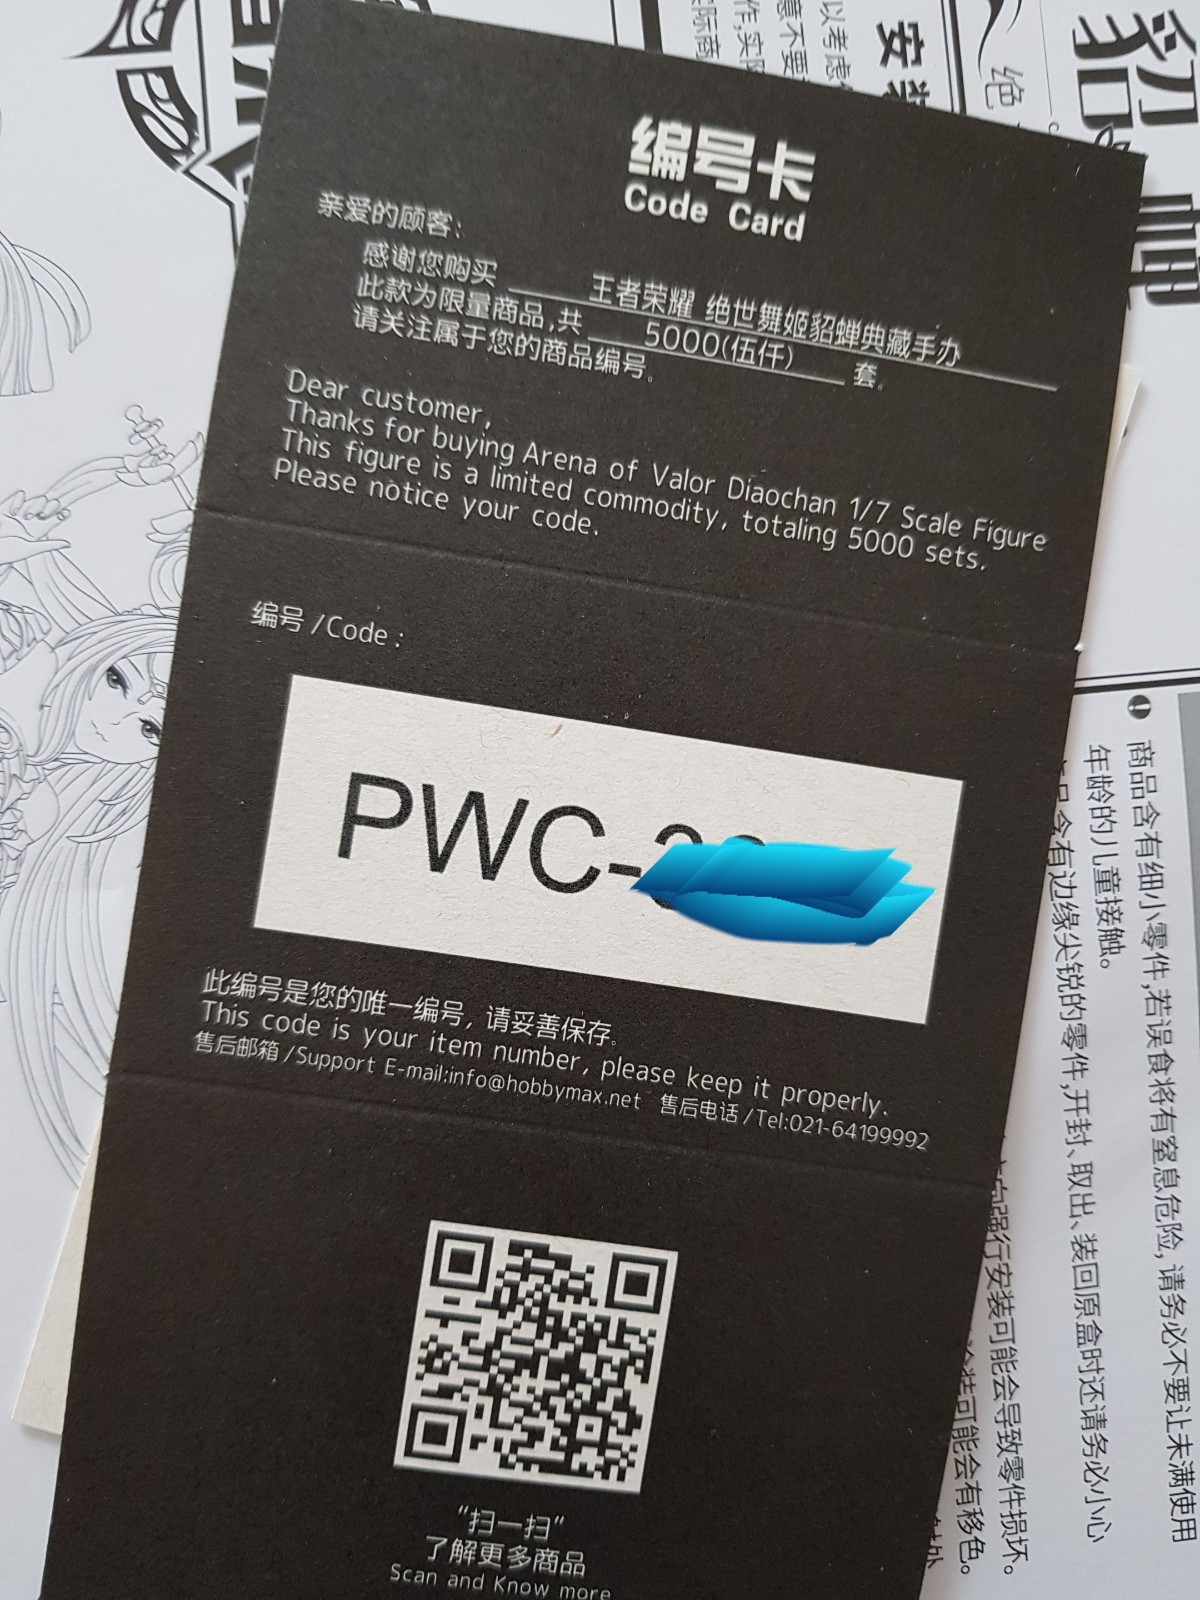 编号卡
Code Card
亲爱的顾客:
感谢您购买 王者荣耀 绝世舞姬貂蝉典藏手办
此款为限量商品,共 5000(伍仟) 套。
请关注属于您的商品编号。
Dear customer,
Thanks for buying Arena of Valor Diaochan 1/7 Scale Figure
This figure is a limited commodity, totaling 5000 sets.
Please notice your code.
编号 /Code :
PWC-
此编号是您的唯一编号, 请妥善保存。
This code is your item number, please keep it properly.
售后邮箱 /Support E-mail:info@hobbymax.net 售后电话 /Tel:021-64199992
“扫一扫”
了解更多商品
Scan and Know more
商品含有细小零件,若误食将有窒息危险, 请务必不要让未满使用
年龄的儿童接触。
含有边缘尖锐的零件,开封、取出、装回原盒时还请务必小心
强行安装可能会导致零件损坏。
可能会有移色。